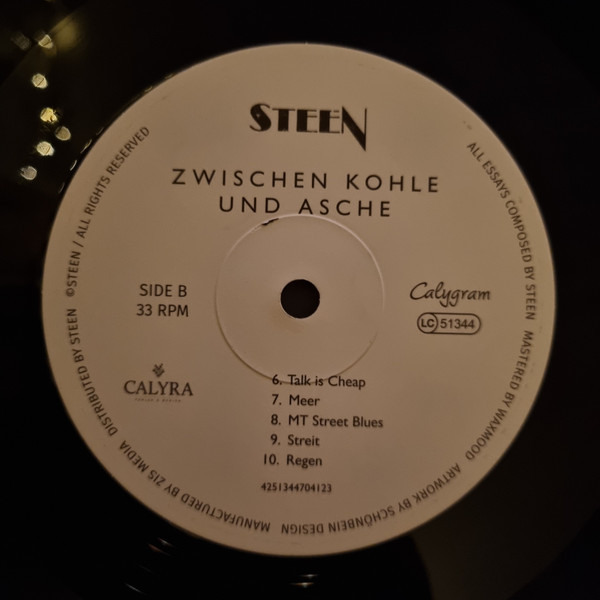 STEEN
ZWISCHEN KOHLE
UND ASCHE
SIDE B
33 RPM
Calygram
LC 51344
CALYRA
6. Talk is Cheap
7. Meer
8. MT Street Blues
9. Streit
10. Regen
4251344704123
ALL ESSAYS COMPOSED BY STEEN MASTERED BY WAXMOOD ARTWORK BY SCHÖNBEIN DESIGN MANUFACTURED BY ZIS MEDIA DISTRIBUTED BY STEEN ©STEEN / ALL RIGHTS RESERVED